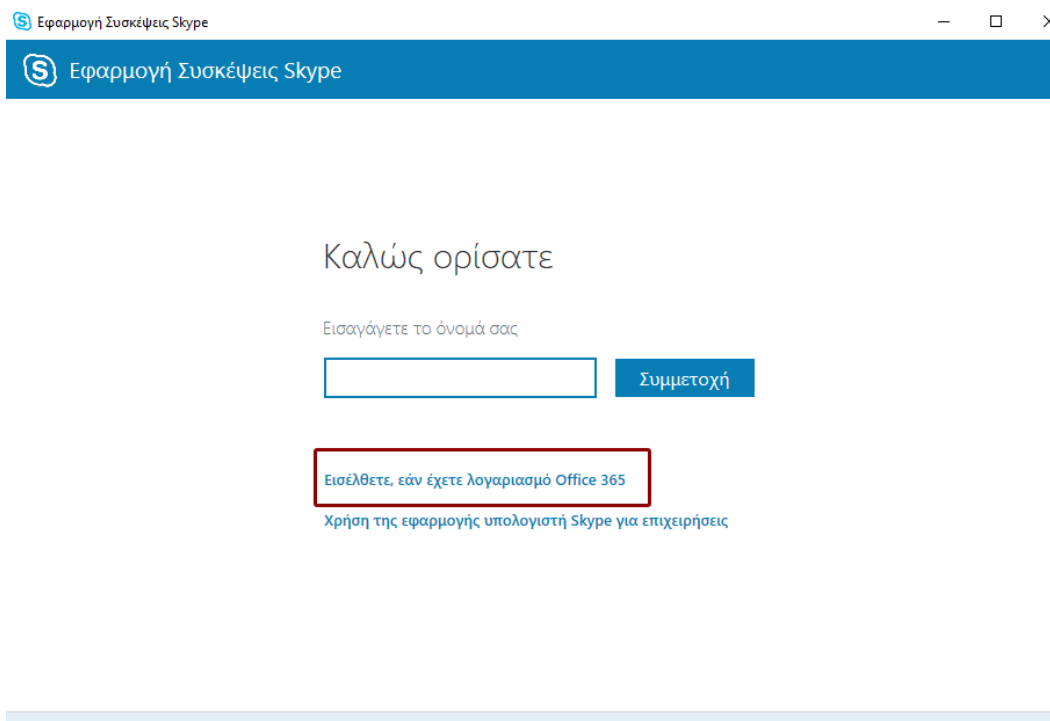 Εφαρμογή Συσκέψεις Skype
Εφαρμογή Συσκέψεις Skype
Καλώς ορίσατε
Εισαγάγετε το όνομά σας
Συμμετοχή
Εισέλθετε, εάν έχετε λογαριασμό Office 365
Χρήση της εφαρμογής υπολογιστή Skype για επιχειρήσεις